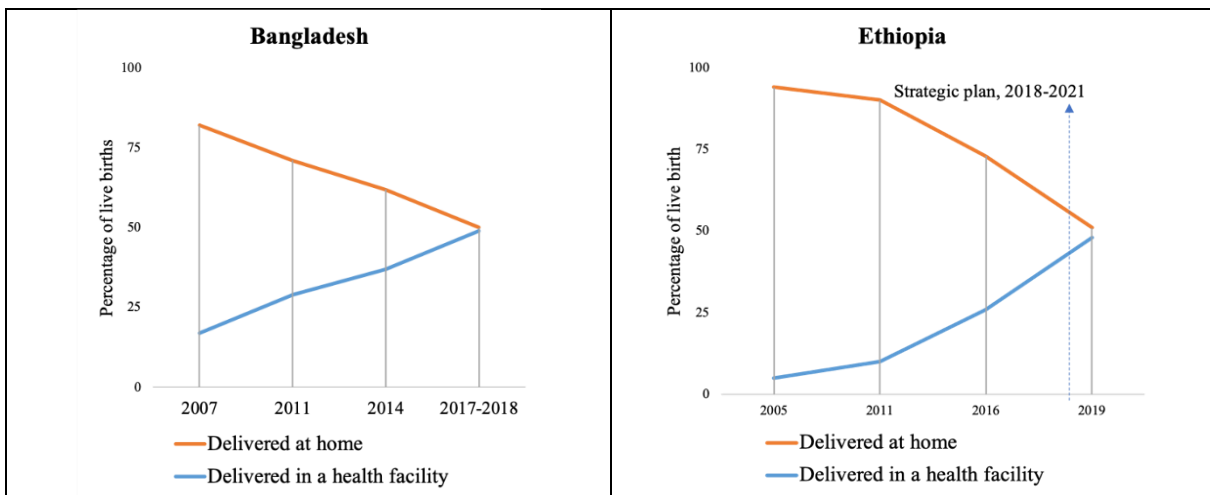 Bangladesh
100
75
50
25
0
Percentage of live births
2007 2011 2014 2017-2018
Delivered at home
Delivered in a health facility
Ethiopia
100
75
50
25
0
Percentage of live birth
Strategic plan, 2018-2021
2005 2011 2016 2019
Delivered at home
Delivered in a health facility